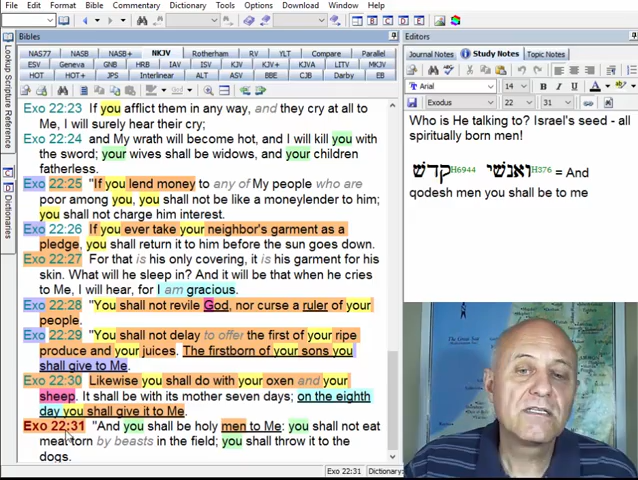 File Edit Format View Bible Book Commentary Dictionary Tools Options Download Window Help
Bibles
NAS77 NASB NASB+ NKJV Rotherham RV YLT Compare Parallel
ESV Geneva GNB HRB ISV JPS+ KJV+ KJVA MKJV
HOT+ HOT JPS Interlinear ALT BBE CJB Darby EB
Exo 22:23 If you afflict them in any way, and they cry at all to
Me, I will surely hear their cry;
Exo 22:24 and My wrath will become hot, and I will kill you with
the sword; your wives shall be widows, and your children
fatherless.
Exo 22:25 "If you lend money to any of My people who are
poor among you, you shall not be like a moneylender to him;
you shall not charge him interest.
Exo 22:26 If you ever take your neighbor's garment as a
pledge, you shall return it to him before the sun goes down.
Exo 22:27 For that is his only covering, it is his garment for his
skin. What will he sleep in? And it will be that when he cries
to Me, I will hear, for I am gracious.
Exo 22:28 "You shall not revile God, nor curse a ruler of your
people.
Exo 22:29 "You shall not delay to offer the first of your ripe
produce and your juices. The firstborn of your sons you
shall give to Me.
Exo 22:30 Likewise you shall do with your oxen and your
sheep. It shall be with its mother seven days; on the eighth
day you shall give it to Me.
Exo 22:31 "And you shall be holy men to Me: you shall not eat
meat torn by beasts in the field; you shall throw it to the
dogs.
Exo 22:31 Dictionary:
Lookup Scripture Reference
Dictionaries
Editors
Journal Notes Study Notes Topic Notes
Arial 14 B I U
Exodus 22 31
Who is He talking to? Israel's seed - all
spiritually born men!
קדשׁ H6944 ואנשׁי H376 = And
qodesh men you shall be to me